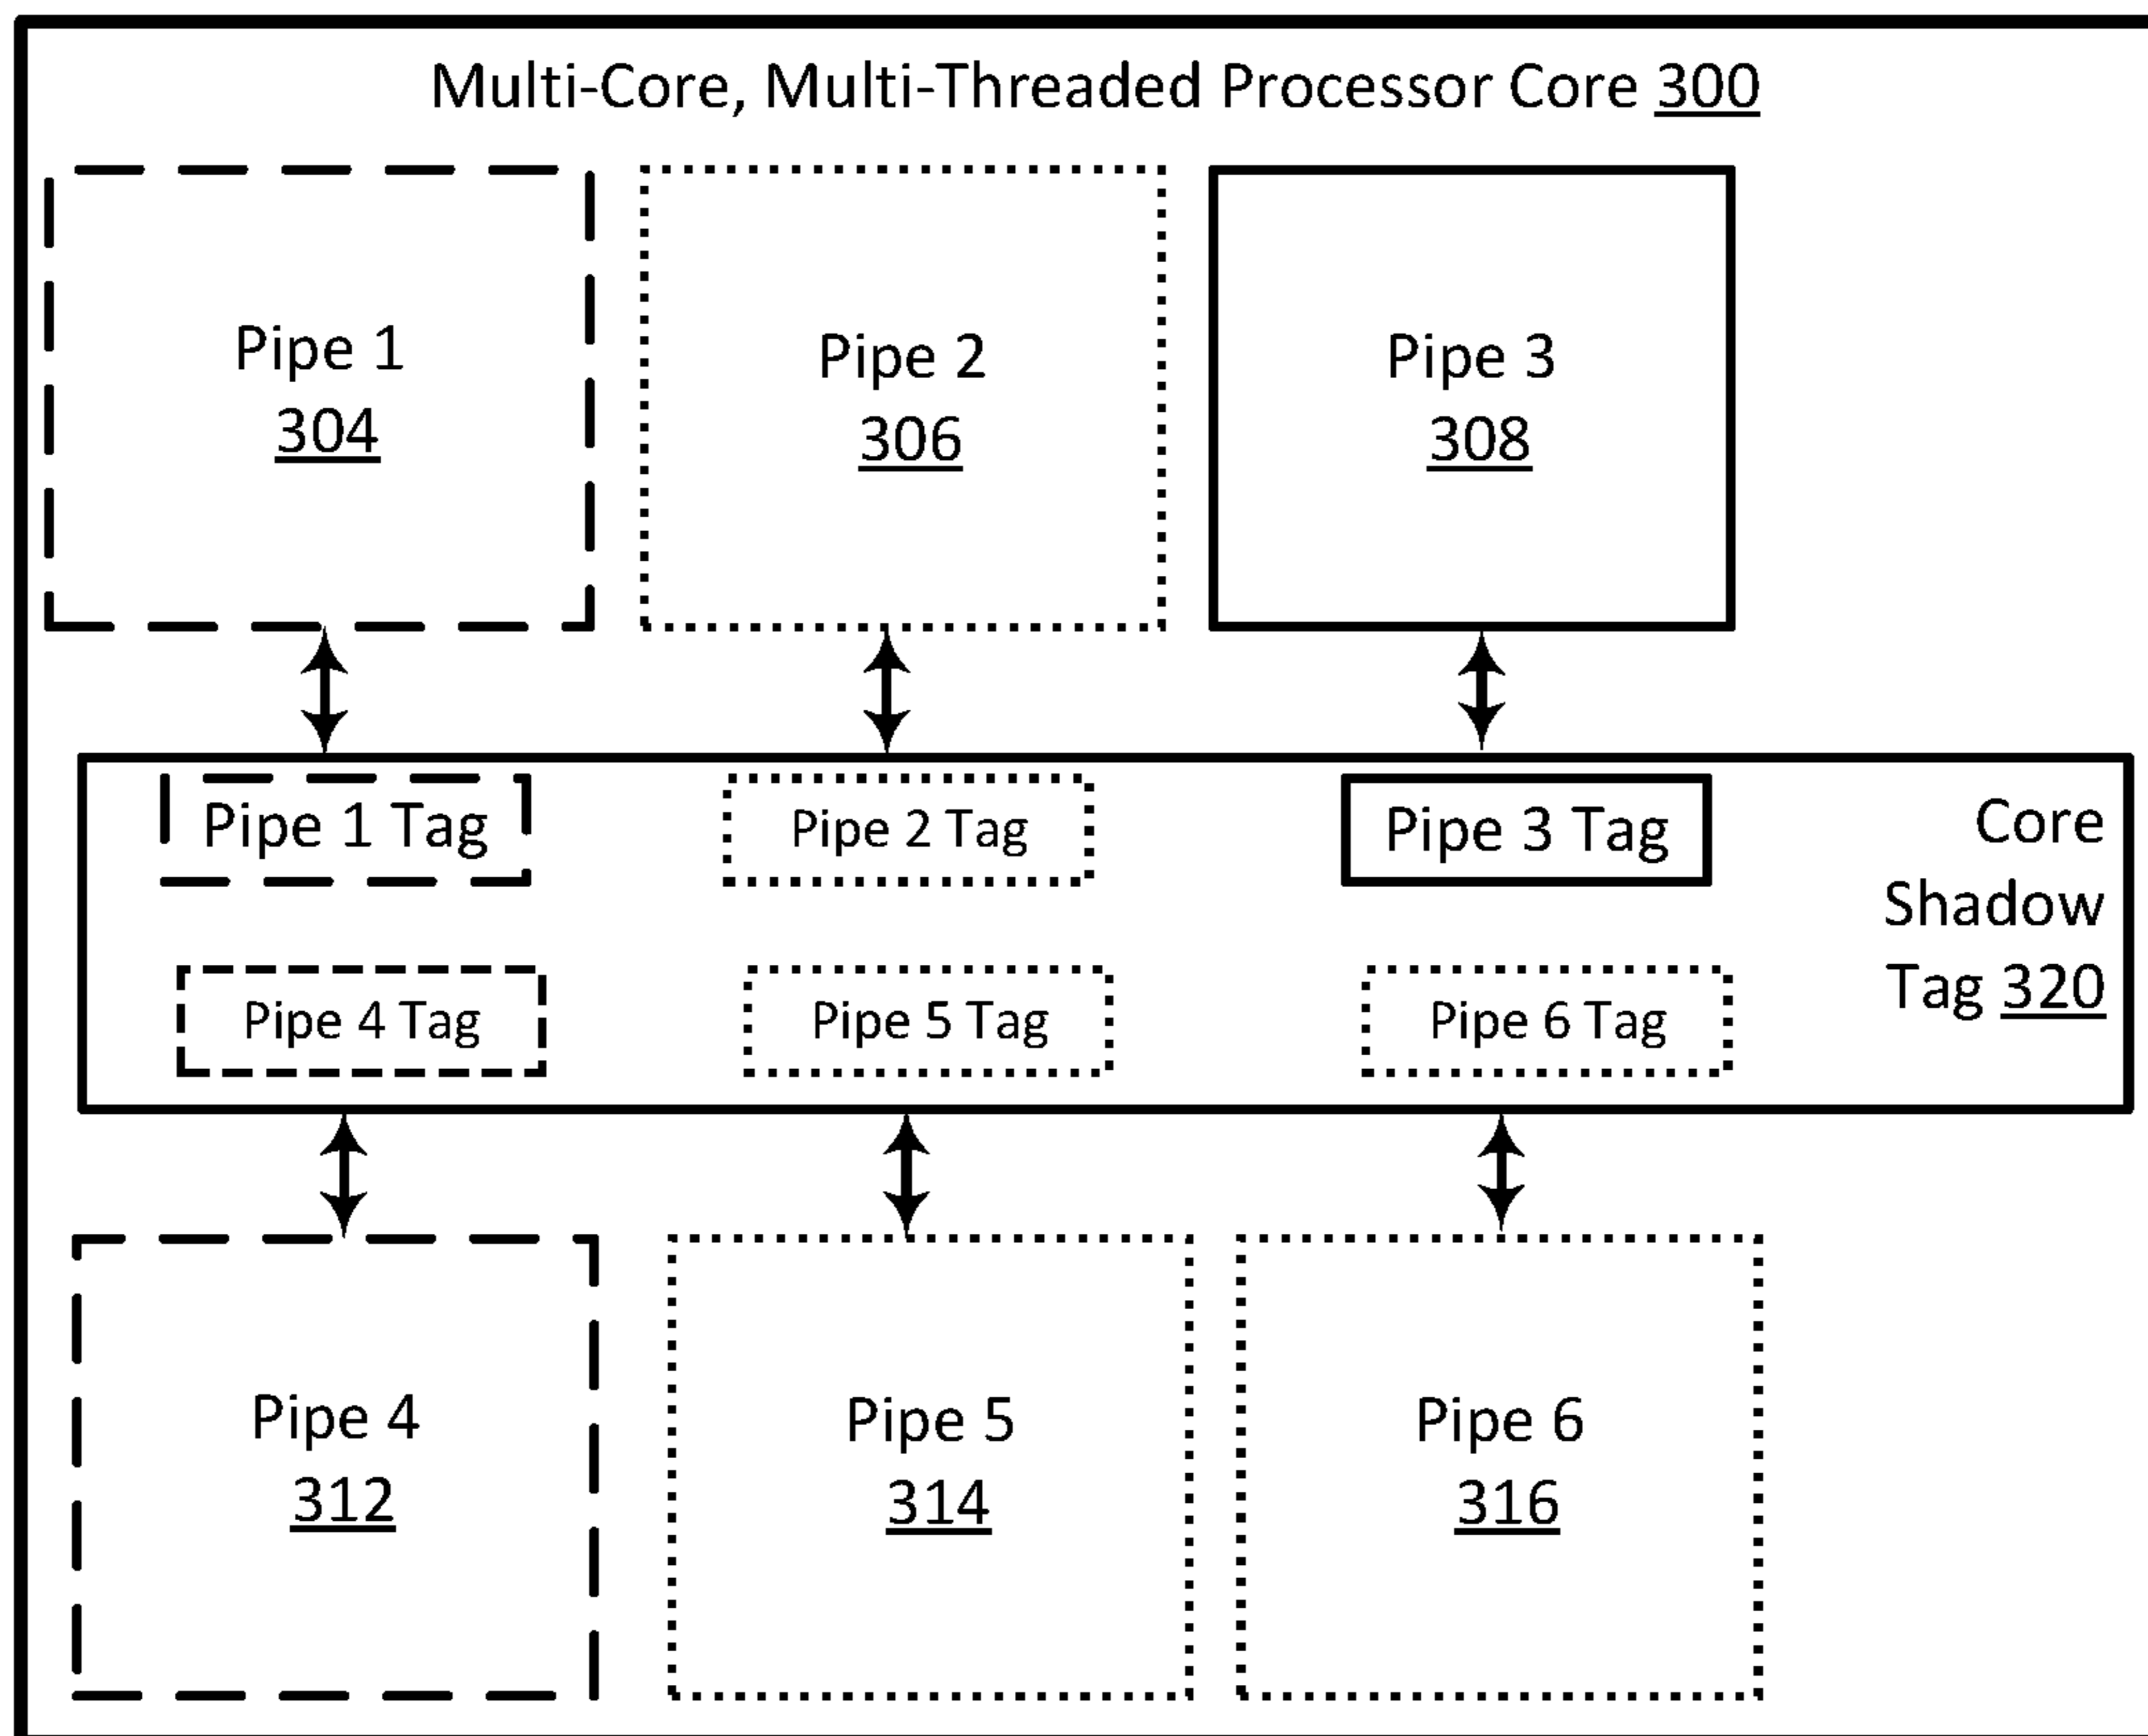 Multi-Core, Multi-Threaded Processor Core 300
Pipe 1
304
Pipe 2
306
Pipe 3
308
Pipe 1 Tag
Pipe 2 Tag
Pipe 3 Tag
Pipe 4 Tag
Pipe 5 Tag
Pipe 6 Tag
Core
Shadow
Tag 320
Pipe 4
312
Pipe 5
314
Pipe 6
316